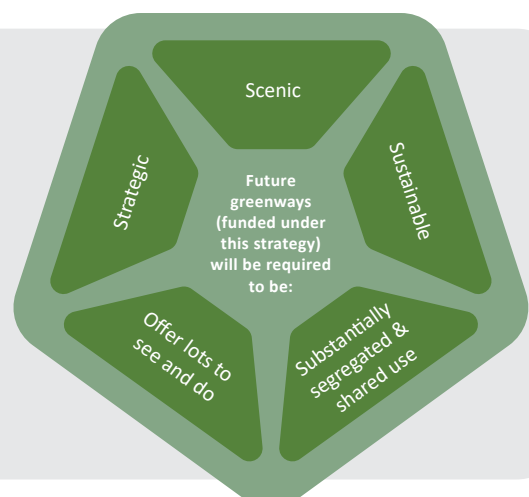 Scenic
Strategic
Sustainable
Future
greenways
(funded under
this strategy)
will be required
to be:
Offer lots to
see and do
Substantially
segregated &
shared use